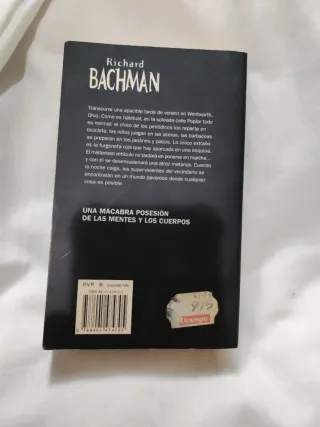 Richard
BACHMAN
Transcurre una apacible tarde de verano en Wentworth,
Ohio. Como es habitual, en la soleada calle Poplar todo
es normal: el chico de los periódicos los reparte en
bicicleta, los niños juegan en las aceras, las barbacoas
se preparan en los jardines y patios. Lo único extraño
es la furgoneta roja que hay aparcada en una esquina.
El misterioso vehículo no tardará en ponerse en marcha...
y con él se desencadenará una atroz matanza. Cuando
la noche caiga, los supervivientes del vecindario se
encontrarán en un mundo pavoroso donde cualquier
cosa es posible.
UNA MACABRA POSESIÓN
DE LAS MENTES Y LOS CUERPOS
PVP B